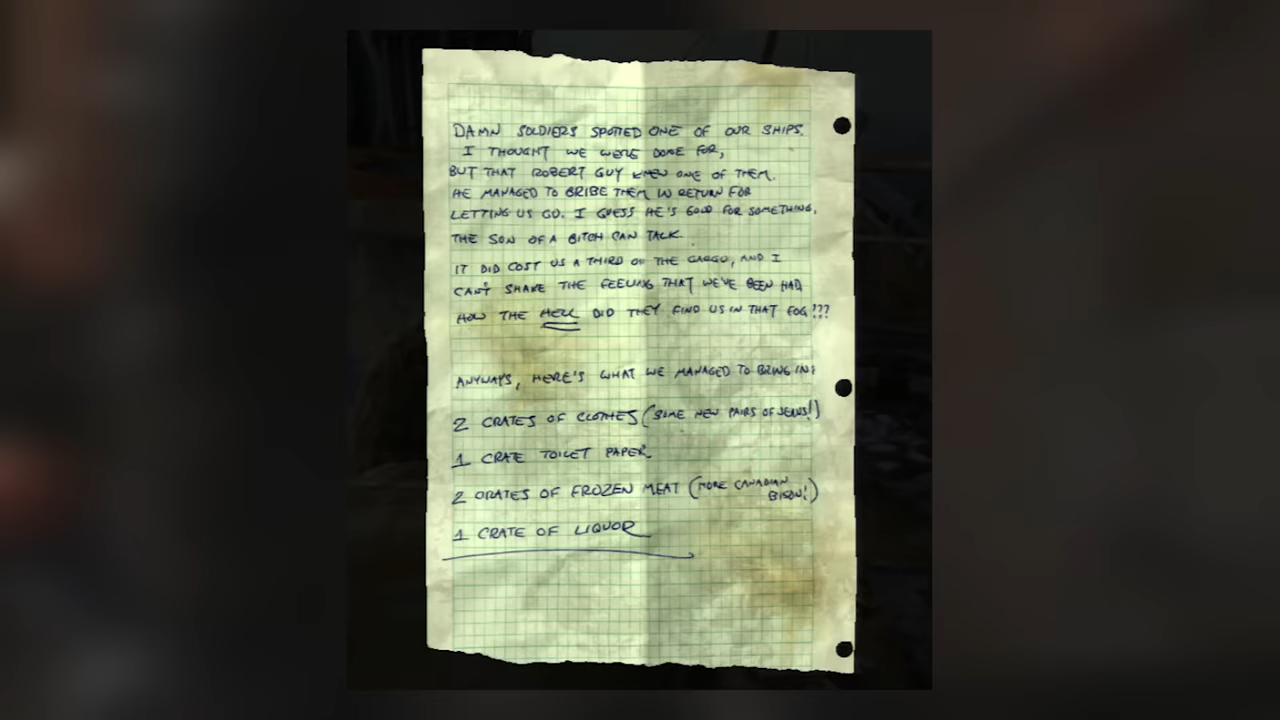 DAMN SOLDIERS SPOTTED ONE OF OUR SHIPS.
I THOUGHT WE WERE DONE FOR,
BUT THAT ROBERT GUY KNEW ONE OF THEM.
HE MANAGED TO BRIBE THEM IN RETURN FOR
LETTING US GO. I GUESS HE'S GOOD FOR SOMETHING,
THE SON OF A BITCH CAN TALK.
IT DID COST US A THIRD OF THE CARGO, AND I
CAN'T SHAKE THE FEELING THAT WE'VE BEEN HAD
HOW THE HELL DID THEY FIND US IN THAT FOG!???
ANYWAYS, HERE'S WHAT WE MANAGED TO BRING IN:
2 CRATES OF CLOTHES (SOME NEW PAIRS OF JEANS!)
1 CRATE TOILET PAPER
2 CRATES OF FROZEN MEAT (MORE CANADIAN
BISON!)
1 CRATE OF LIQUOR